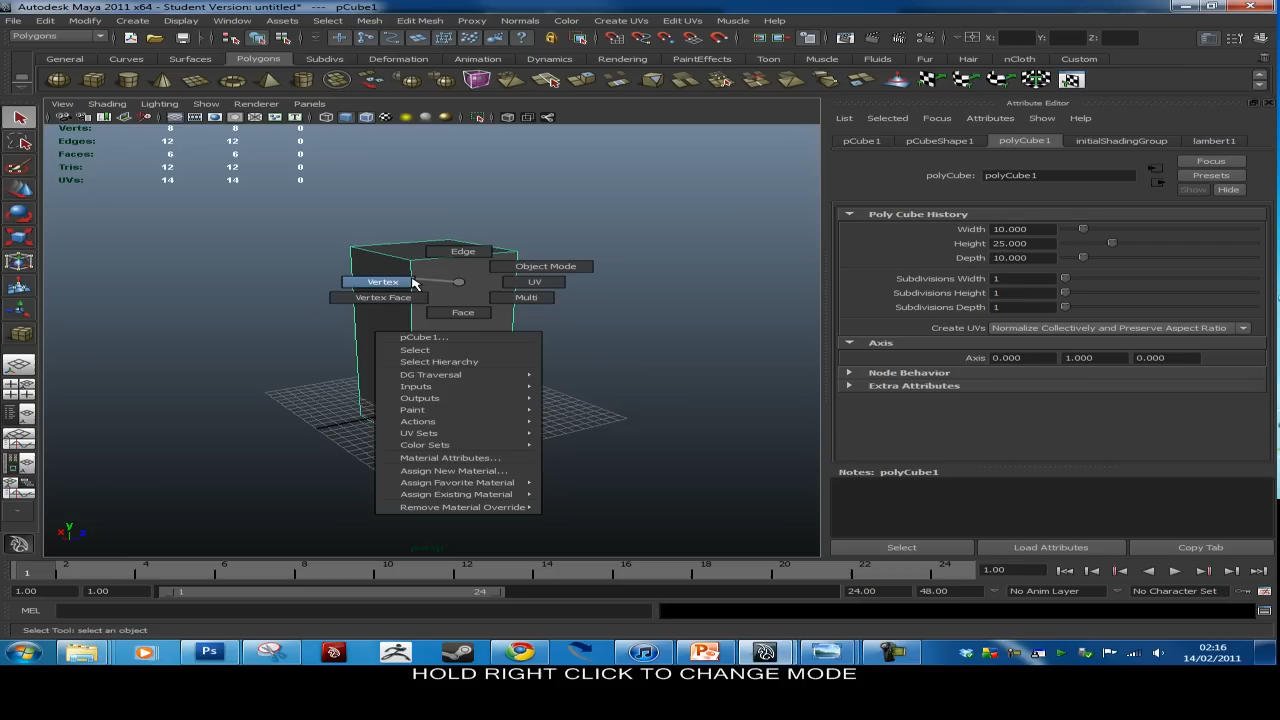 Autodesk Maya 2011 x64 - Student Version: untitled* --- pCube1
File Edit Modify Create Display Window Assets Select Mesh Edit Mesh Proxy Normals Color Create UVs Edit UVs Muscle Help
Polygons X: Y: Z:
General Curves Surfaces Polygons Subdivs Deformation Animation Dynamics Rendering PaintEffects Toon Muscle Fluids Fur Hair nCloth Custom
View Shading Lighting Show Renderer Panels
Verts: 8 8 0
Edges: 12 12 0
Faces: 6 6 0
Tris: 12 12 0
UVs: 14 14 0
Edge
Object Mode
Vertex
UV
Vertex Face
Multi
Face
pCube1...
Select
Select Hierarchy
DG Traversal
Inputs
Outputs
Paint
Actions
UV Sets
Color Sets
Material Attributes...
Assign New Material...
Assign Favorite Material
Assign Existing Material
Remove Material Override
y
x z
persp
Attribute Editor
List Selected Focus Attributes Show Help
pCube1 pCubeShape1 polyCube1 initialShadingGroup lambert1
Focus
polyCube: polyCube1 Presets
Show Hide
Poly Cube History
Width 10.000
Height 25.000
Depth 10.000
Subdivisions Width 1
Subdivisions Height 1
Subdivisions Depth 1
Create UVs Normalize Collectively and Preserve Aspect Ratio
Axis
Axis 0.000 1.000 0.000
Node Behavior
Extra Attributes
Notes: polyCube1
Select Load Attributes Copy Tab
1 2 4 6 8 10 12 14 16 18 20 22 24 1.00
1.00 1.00 1 24 24.00 48.00 No Anim Layer No Character Set
MEL
Select Tool: select an object
Ps
02:16
14/02/2011
HOLD RIGHT CLICK TO CHANGE MODE